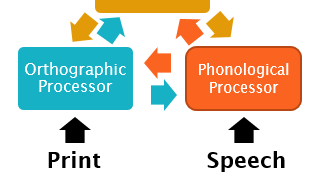 Orthographic
Processor
Phonological
Processor
Print
Speech